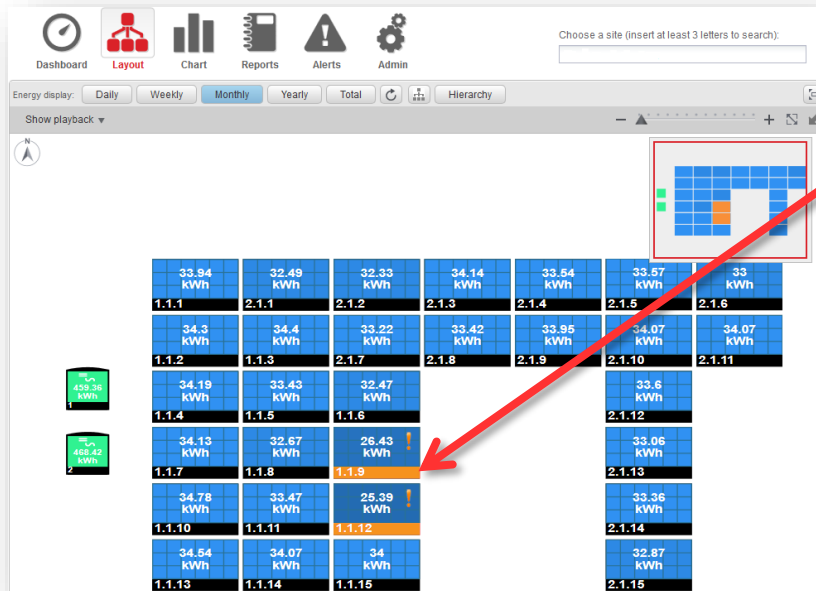 Choose a site (insert at least 3 letters to search):
Dashboard Layout Chart Reports Alerts Admin
Energy display: Daily Weekly Monthly Yearly Total Hierarchy
Show playback
N
33.94 kWh 1.1.1
32.49 kWh 2.1.1
32.33 kWh 2.1.2
34.14 kWh 2.1.3
33.54 kWh 2.1.4
33.57 kWh 2.1.5
33 kWh 2.1.6
34.3 kWh 1.1.2
34.4 kWh 1.1.3
33.22 kWh 2.1.7
33.42 kWh 2.1.8
33.95 kWh 2.1.9
34.07 kWh 2.1.10
34.07 kWh 2.1.11
459.36 kWh 1
34.19 kWh 1.1.4
33.43 kWh 1.1.5
32.47 kWh 1.1.6
33.6 kWh 2.1.12
468.42 kWh 2
34.13 kWh 1.1.7
32.67 kWh 1.1.8
26.43 kWh ! 1.1.9
33.06 kWh 2.1.13
34.78 kWh 1.1.10
33.47 kWh 1.1.11
25.39 kWh ! 1.1.12
33.36 kWh 2.1.14
34.54 kWh 1.1.13
34.07 kWh 1.1.14
34 kWh 1.1.15
32.87 kWh 2.1.15